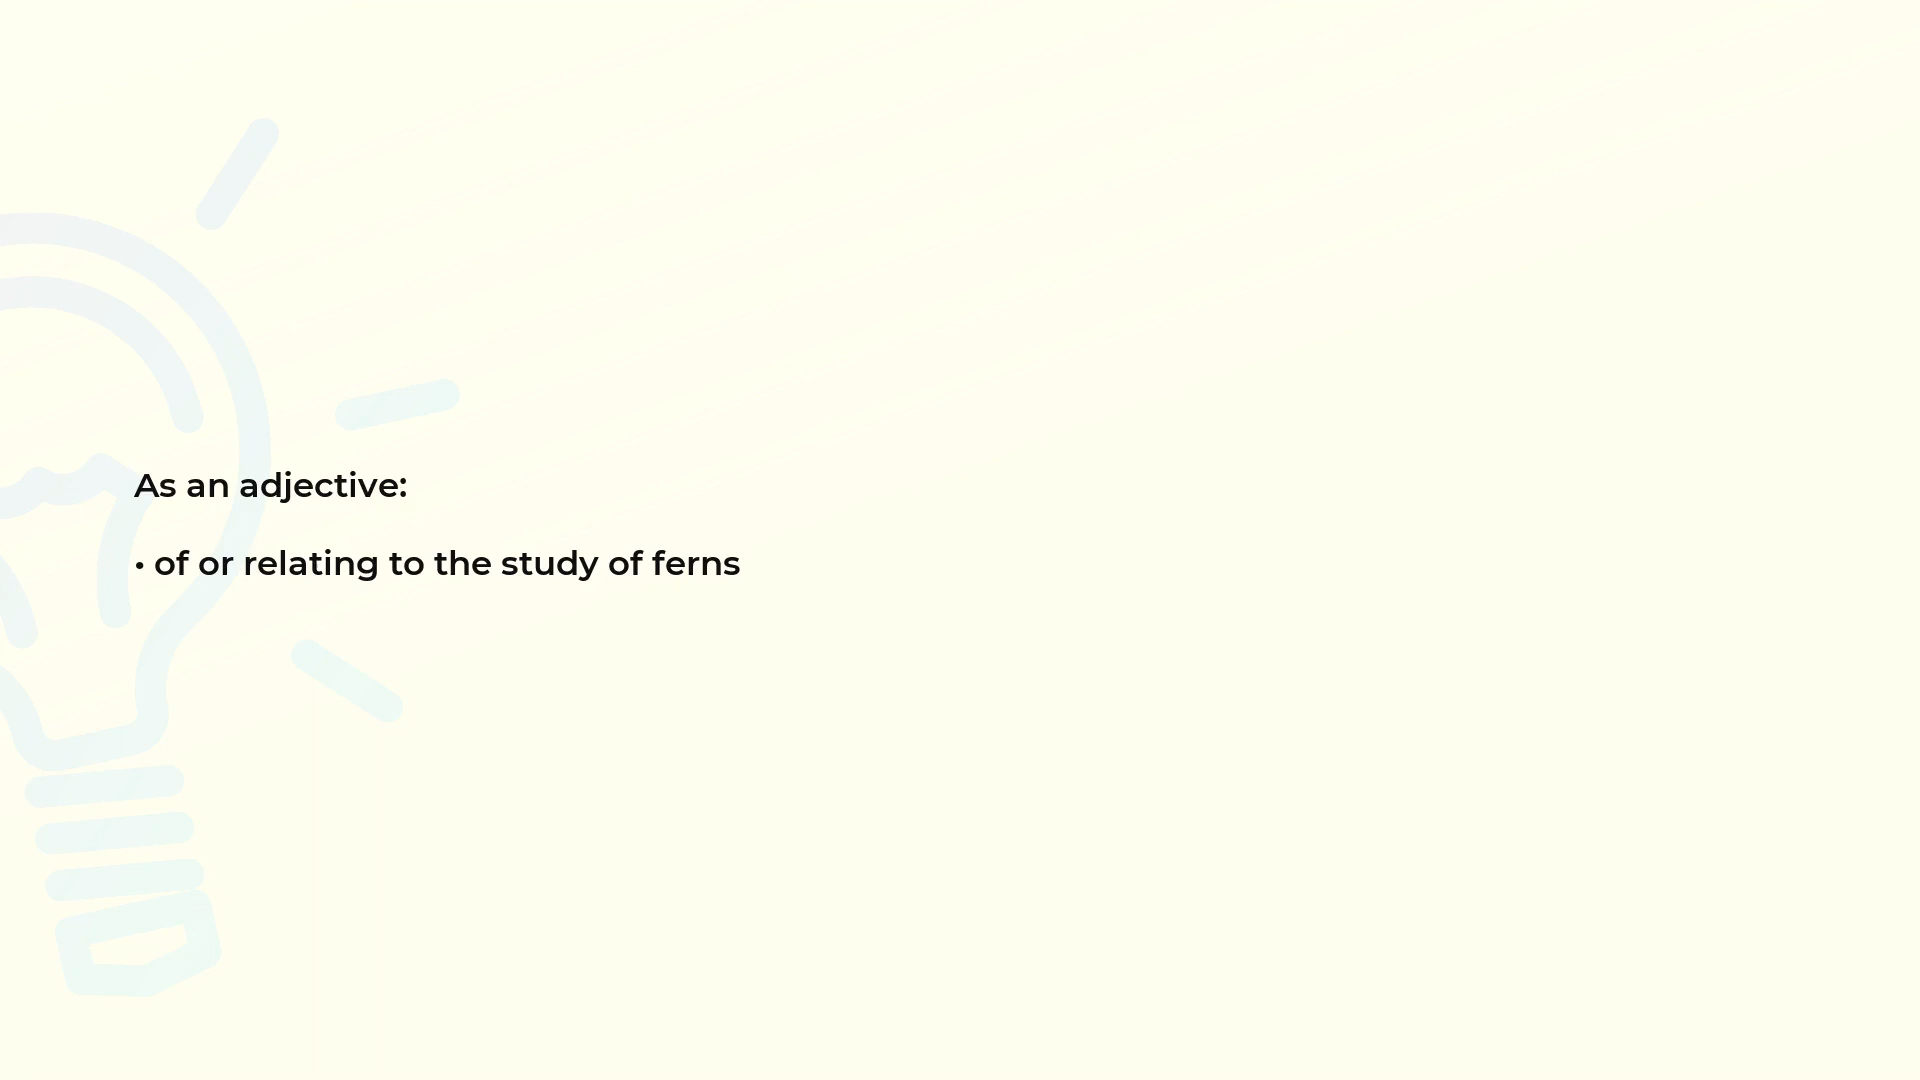 As an adjective:
• of or relating to the study of ferns